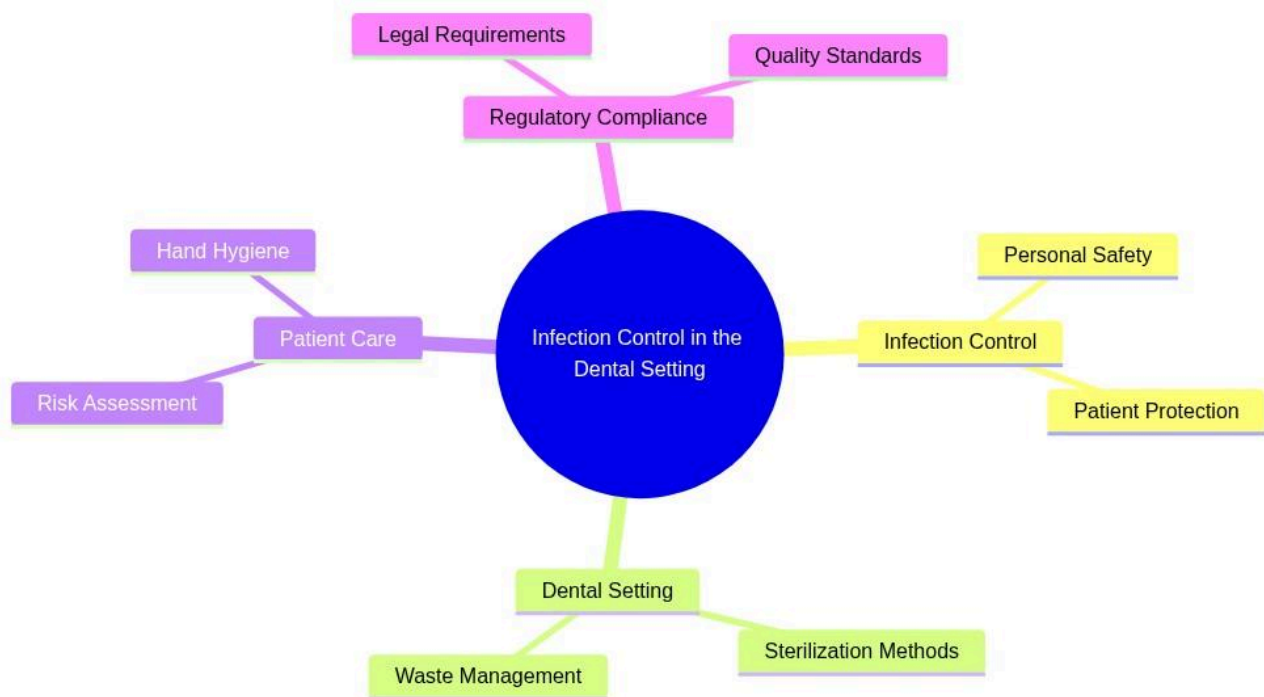 Legal Requirements
Quality Standards
Regulatory Compliance
Hand Hygiene
Patient Care
Risk Assessment
Infection Control in the
Dental Setting
Personal Safety
Infection Control
Patient Protection
Dental Setting
Waste Management
Sterilization Methods